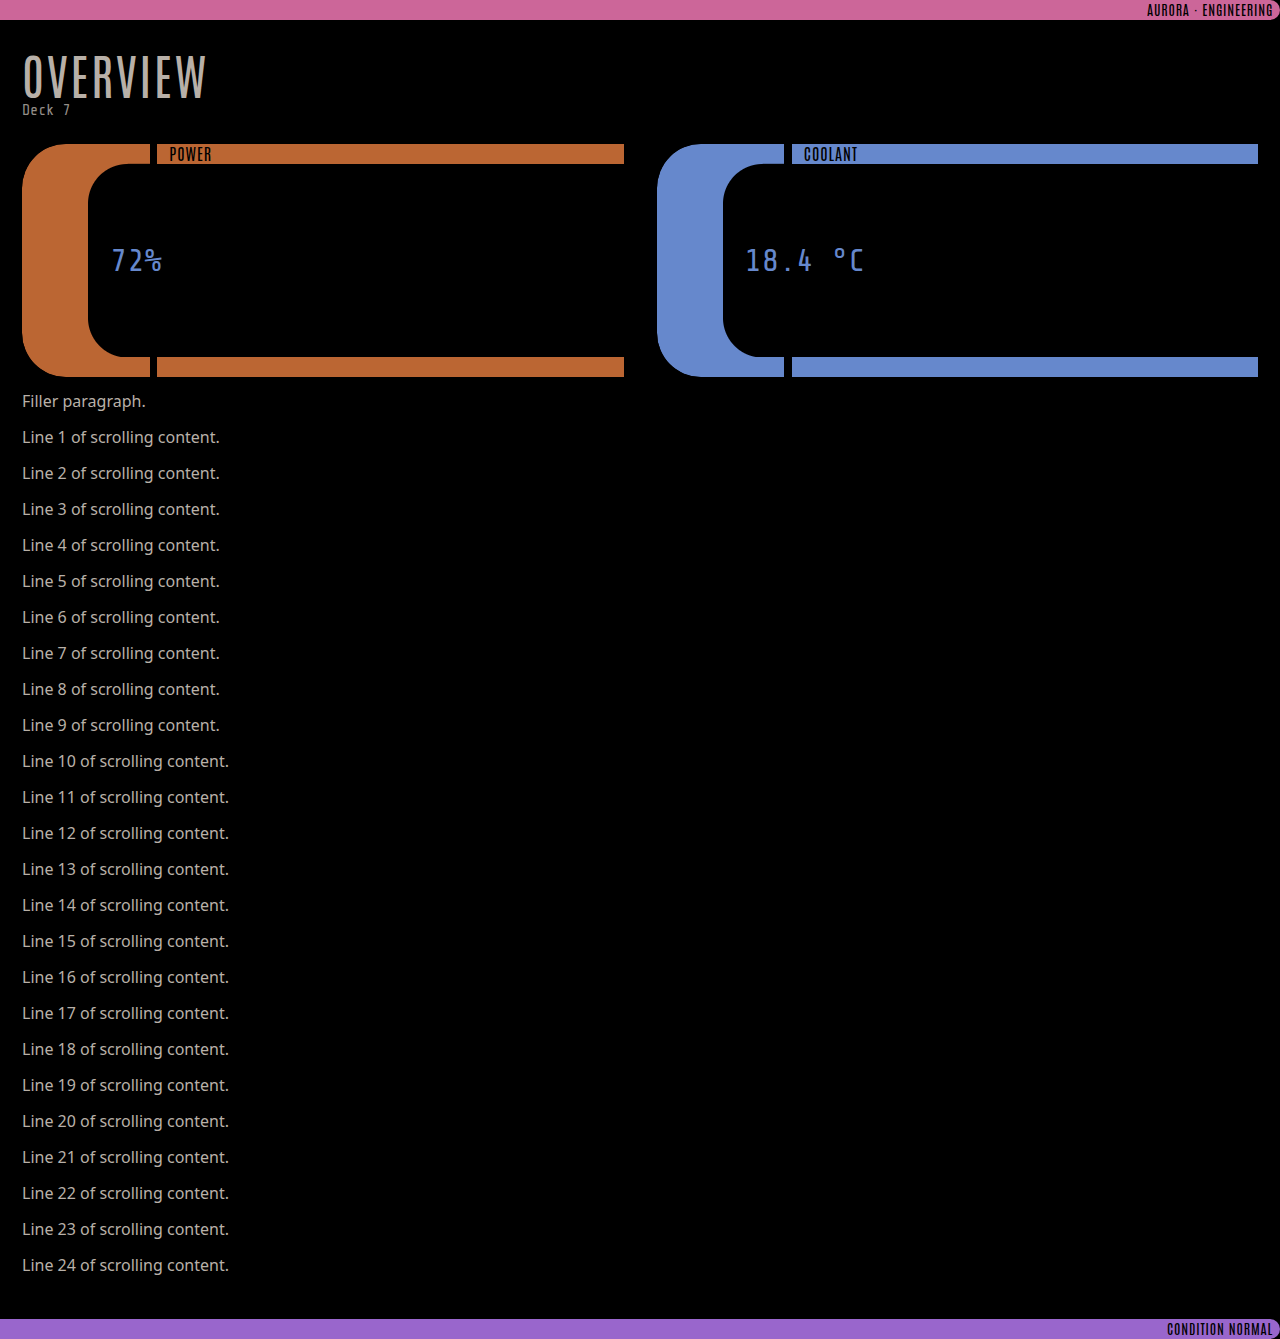 AURORA · ENGINEERING
OVERVIEW
Deck 7
POWER
72%
COOLANT
18.4 °C
Filler paragraph.
Line 1 of scrolling content.
Line 2 of scrolling content.
Line 3 of scrolling content.
Line 4 of scrolling content.
Line 5 of scrolling content.
Line 6 of scrolling content.
Line 7 of scrolling content.
Line 8 of scrolling content.
Line 9 of scrolling content.
Line 10 of scrolling content.
Line 11 of scrolling content.
Line 12 of scrolling content.
Line 13 of scrolling content.
Line 14 of scrolling content.
Line 15 of scrolling content.
Line 16 of scrolling content.
Line 17 of scrolling content.
Line 18 of scrolling content.
Line 19 of scrolling content.
Line 20 of scrolling content.
Line 21 of scrolling content.
Line 22 of scrolling content.
Line 23 of scrolling content.
Line 24 of scrolling content.
CONDITION NORMAL